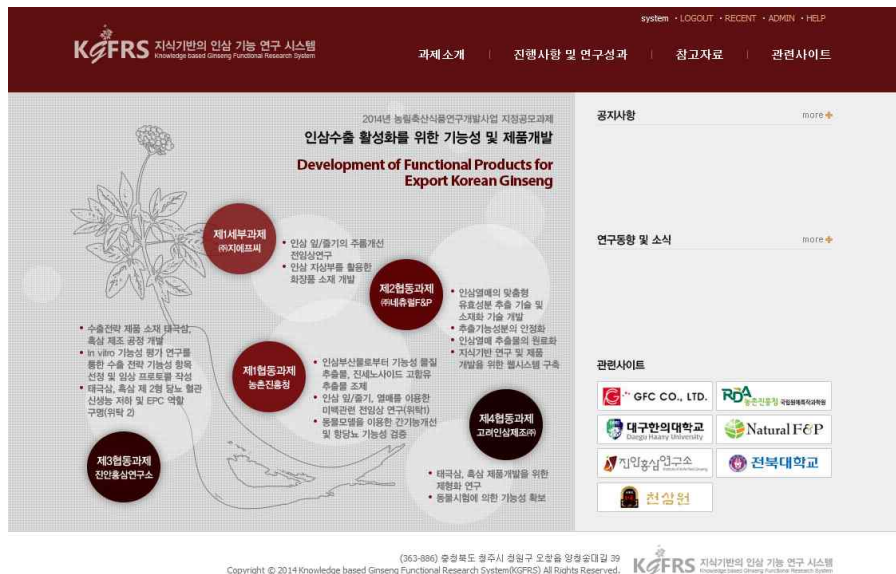 system · LOGOUT · RECENT · ADMIN · HELP
KGFRS 지식기반의 인삼 기능 연구 시스템
Knowledge based Ginseng Functional Research System
과제소개 | 진행사항 및 연구성과 | 참고자료 | 관련사이트
2014년 농림축산식품연구개발사업 지정공모과제
인삼수출 활성화를 위한 기능성 및 제품개발
Development of Functional Products for
Export Korean Ginseng
제1세부과제
㈜지에프씨
• 인삼 잎/줄기의 주름개선
전임상연구
• 인삼 지상부를 활용한
화장품 소재 개발
제2협동과제
㈜네츄럴F&P
• 인삼열매의 맞춤형
유효성분 추출 기술 및
소재화 기술 개발
• 추출기능성분의 안정화
• 인삼열매 추출물의 원료화
• 지식기반 연구 및 제품
개발을 위한 웹시스템 구축
• 수출전략 제품 소재 태극삼,
흑삼 제조 공정 개발
• In vitro 기능성 평가 연구를
통한 수출 전략 기능성 항목
선정 및 임상 프로토콜 작성
• 태극삼, 흑삼 제 2형 당뇨 혈관
신생능 저하 및 EPC 역할
구명(위탁 2)
제1협동과제
농촌진흥청
• 인삼부산물로부터 기능성 물질
추출물, 진세노사이드 고함유
추출물 조제
• 인삼 잎/줄기, 열매를 이용한
미백관련 전임상 연구(위탁1)
• 동물모델을 이용한 간기능개선
및 항당뇨 기능성 검증
제3협동과제
진안홍삼연구소
제4협동과제
고려인삼제조㈜
• 태극삼, 흑삼 제품개발을 위한
제형화 연구
• 동물시험에 의한 기능성 확보
공지사항 more +
연구동향 및 소식 more +
관련사이트
GFC CO., LTD.
RDA 농촌진흥청 국립원예특작과학원
대구한의대학교
Daegu Haany University
Natural F&P
진안홍삼연구소
전북대학교
천삼원
(363-886) 충청북도 청주시 청원구 오창읍 양청송대길 39
Copyright © 2014 Knowledge based Ginseng Functional Research System(KGFRS) All Rights Reserved.
KGFRS 지식기반의 인삼 기능 연구 시스템
Knowledge based Ginseng Functional Research System